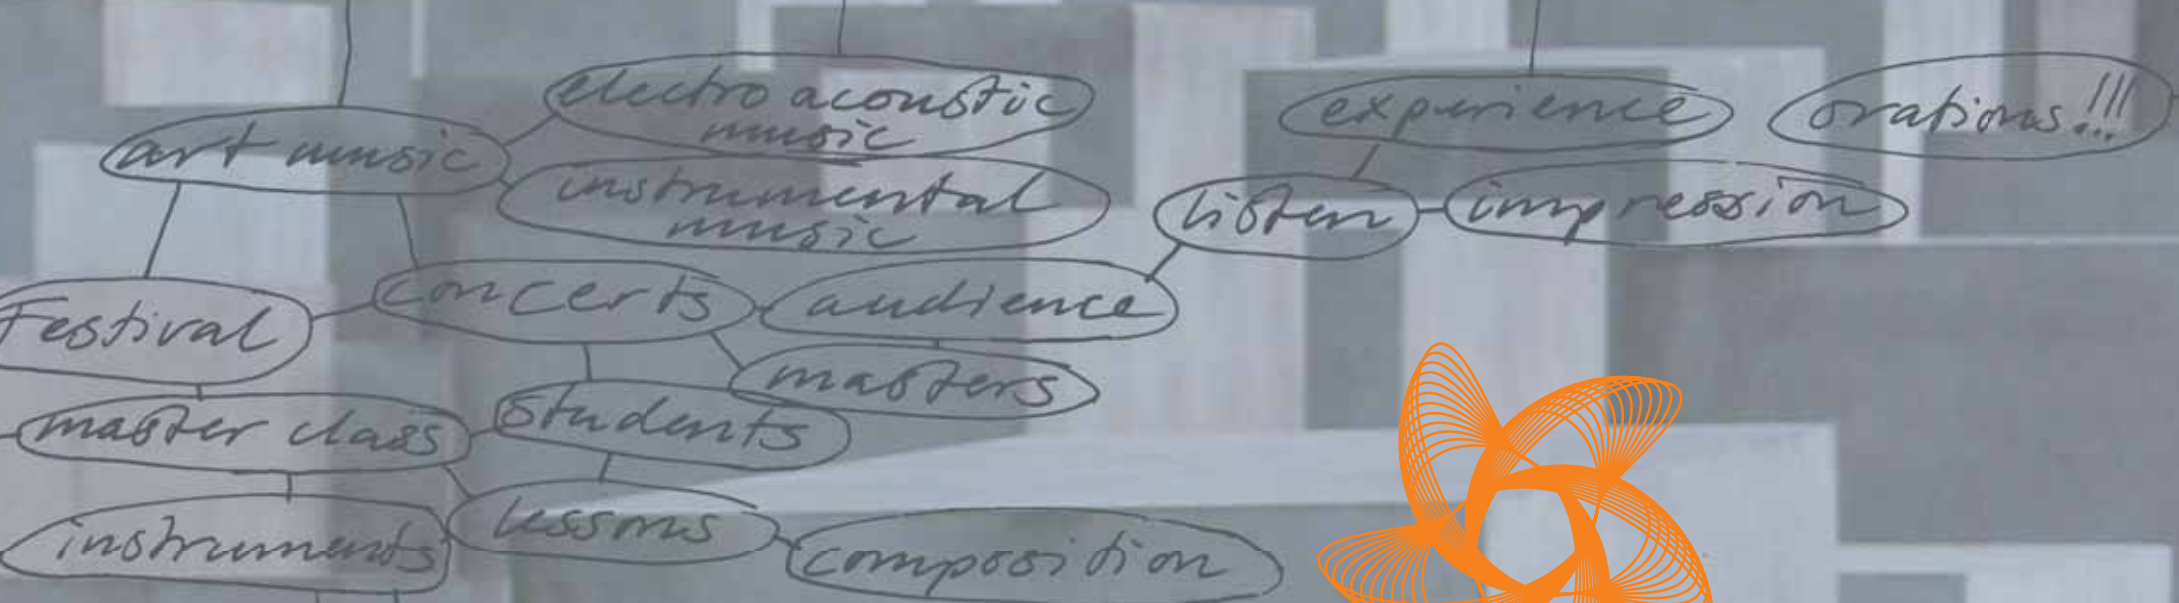 electro acoustic
music
experience
orations!!!
art music
instrumental
music
listen
impression
Festival
concerts
audience
masters
master class
students
instruments
lessons
composition